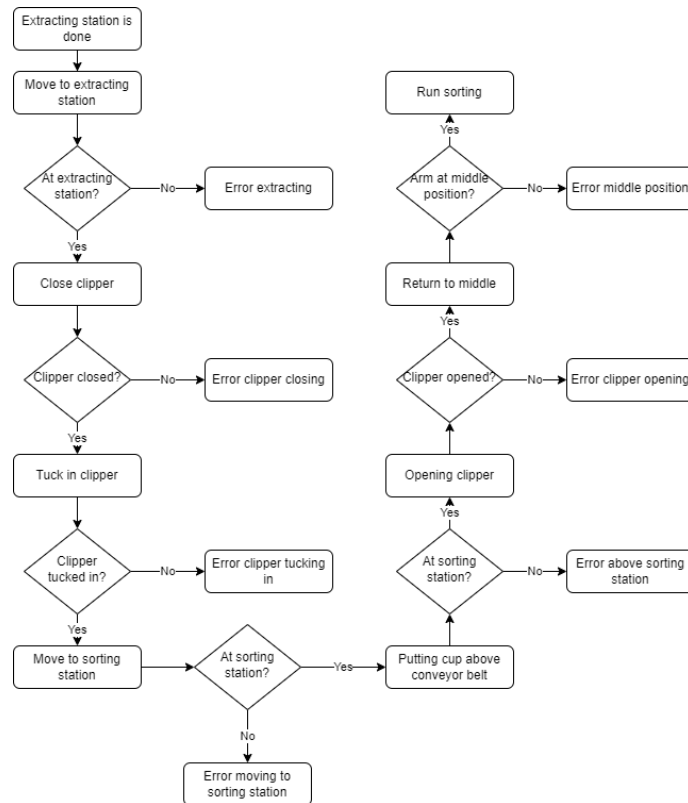 Extracting station is
done
Move to extracting
station
At extracting
station?
No
Error extracting
Yes
Close clipper
Clipper closed?
No
Error clipper closing
Yes
Tuck in clipper
Clipper
tucked in?
No
Error clipper tucking
in
Yes
Move to sorting
station
At sorting
station?
No
Error moving to
sorting station
Yes
Putting cup above
conveyor belt
At sorting
station?
No
Error above sorting
station
Yes
Opening clipper
Clipper opened?
No
Error clipper opening
Yes
Return to middle
Arm at middle
position?
No
Error middle position
Yes
Run sorting